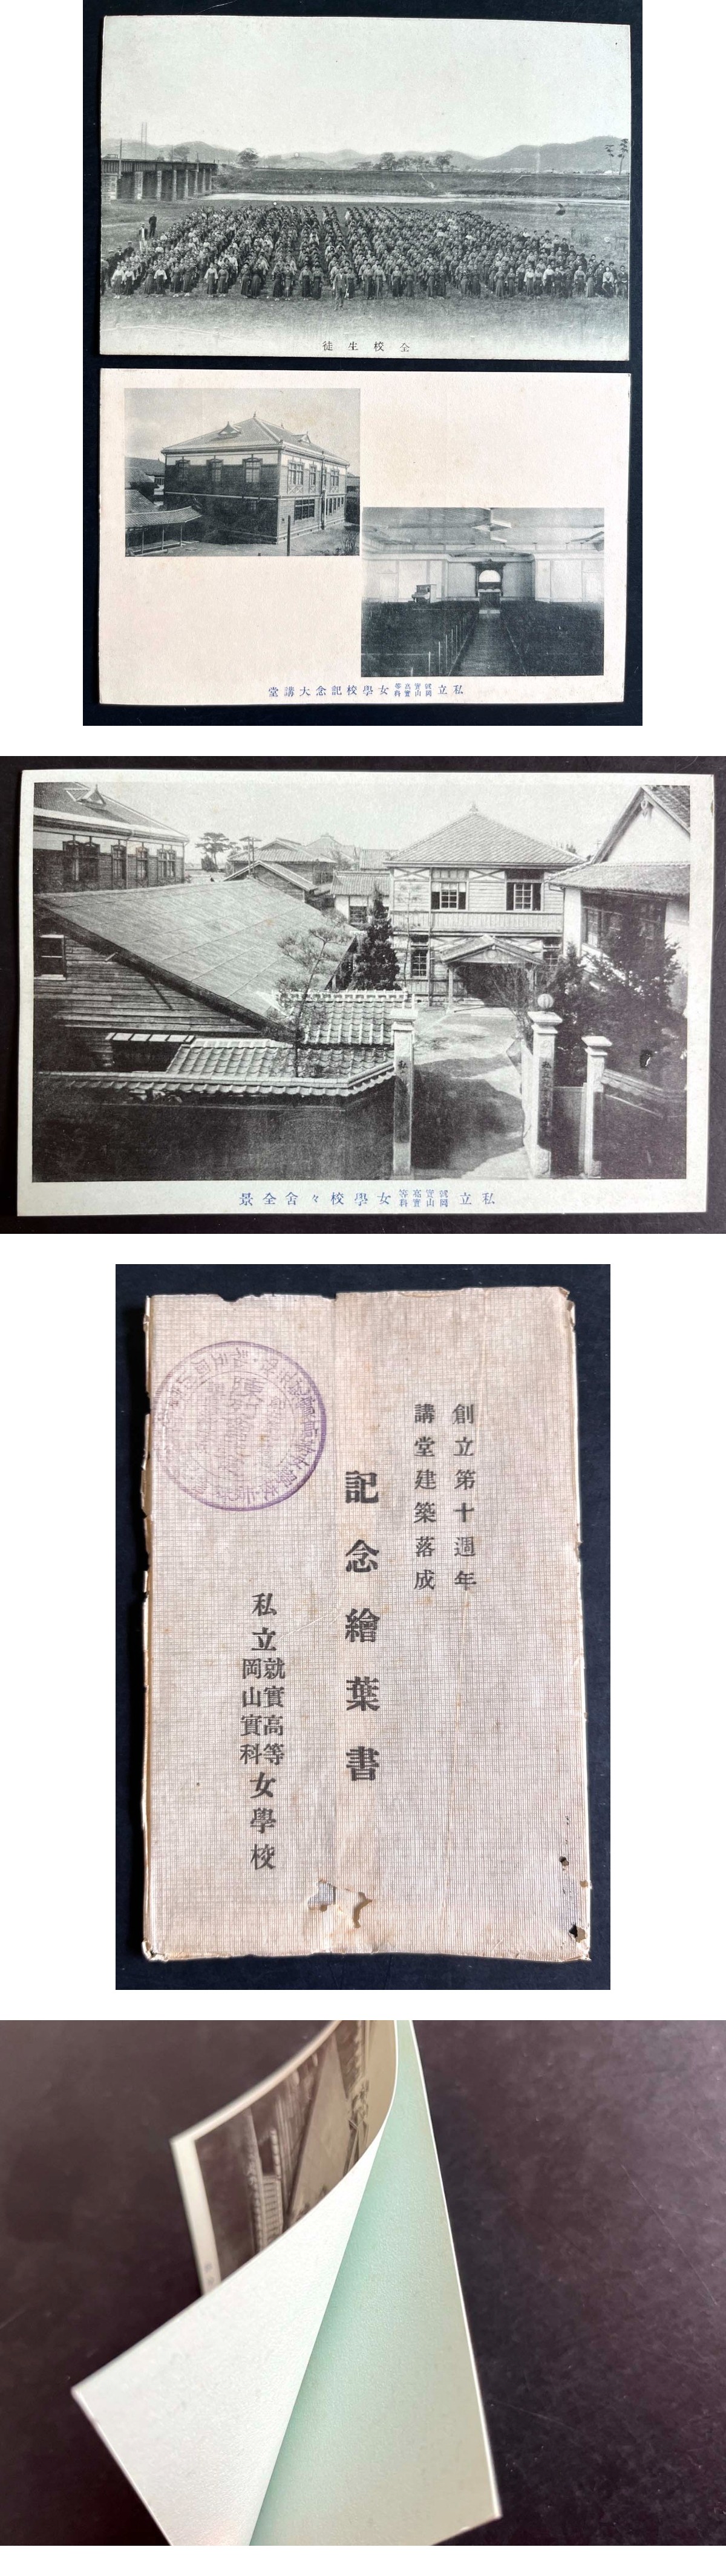 全校生徒
私立就實高等岡山實科女學校記念大講堂
私立就實高等岡山實科女學校々舍全景
創立第十週年
講堂建築落成
記念繪葉書
私立就實高等岡山實科女學校